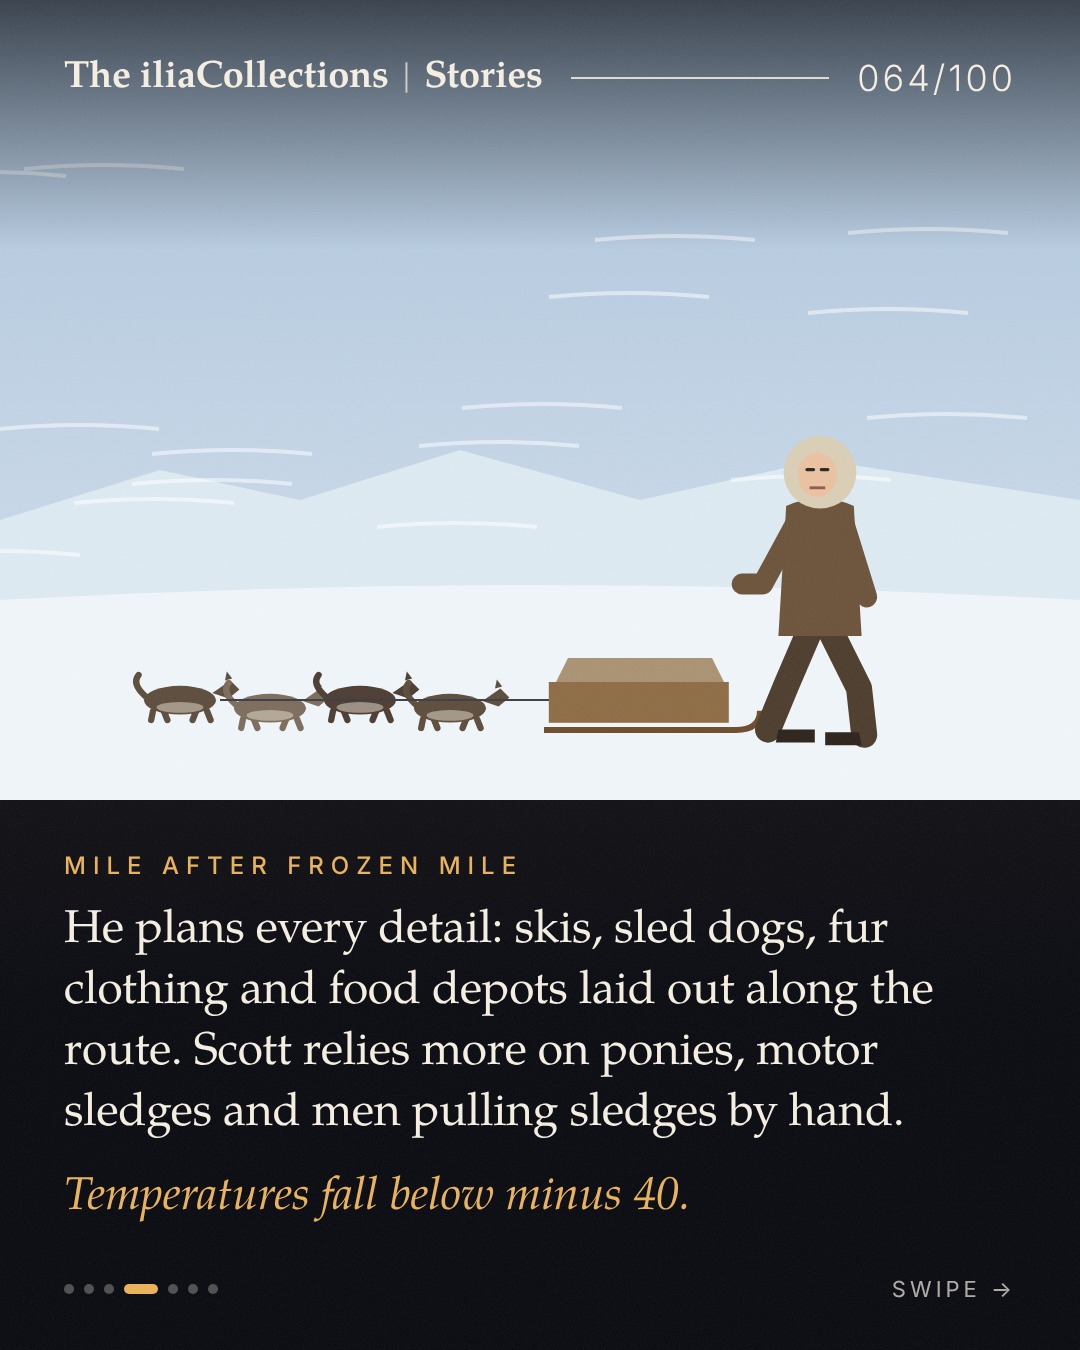 The iliaCollections | Stories
064/100
MILE AFTER FROZEN MILE
He plans every detail: skis, sled dogs, fur
clothing and food depots laid out along the
route. Scott relies more on ponies, motor
sledges and men pulling sledges by hand.
Temperatures fall below minus 40.
SWIPE →